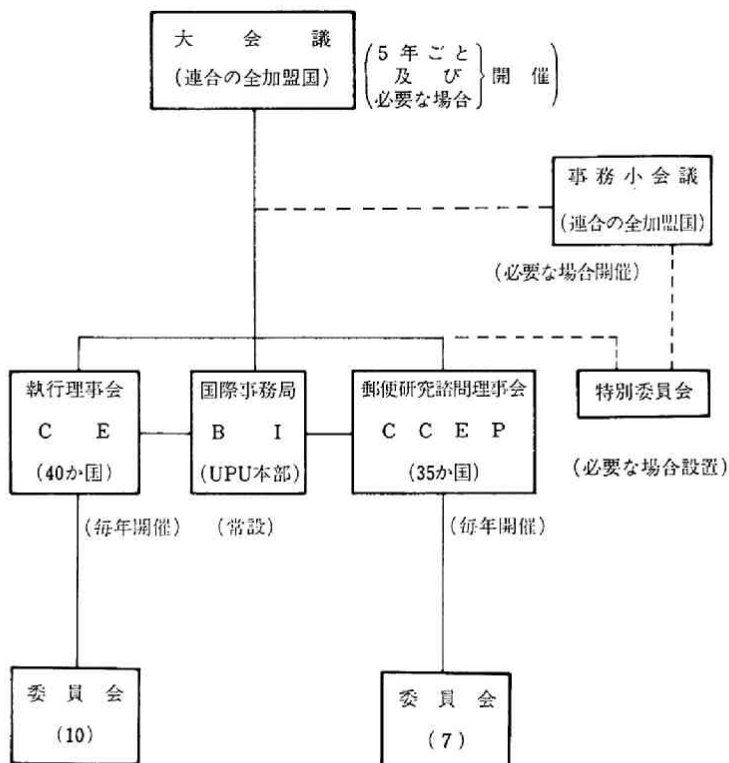 大会議
(連合の全加盟国)
5年ごと
及び
必要な場合
開催
事務小会議
(連合の全加盟国)
(必要な場合開催)
執行理事会
CE
(40か国)
国際事務局
BI
(UPU本部)
郵便研究諮問理事会
CCEP
(35か国)
特別委員会
(必要な場合設置)
(毎年開催)
(常設)
(毎年開催)
委員会
(10)
委員会
(7)